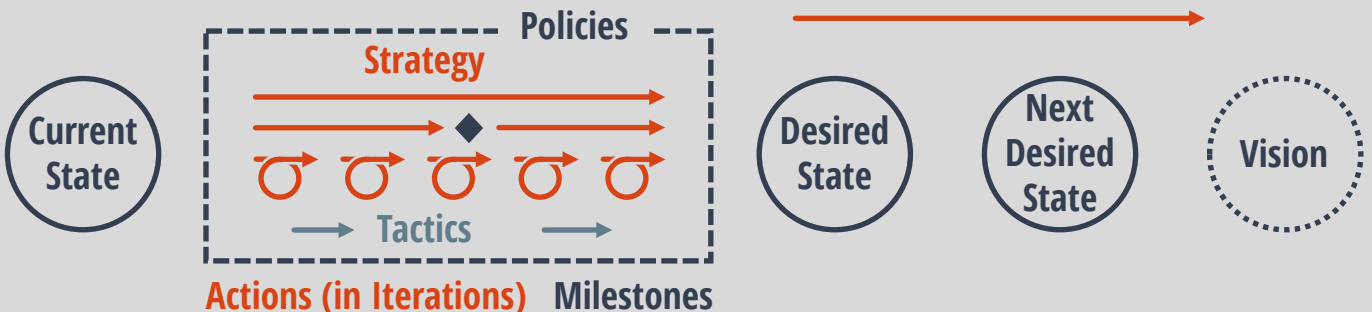 Policies
Strategy
Current
State
Desired
State
Next
Desired
State
Vision
Tactics
Actions (in Iterations) Milestones